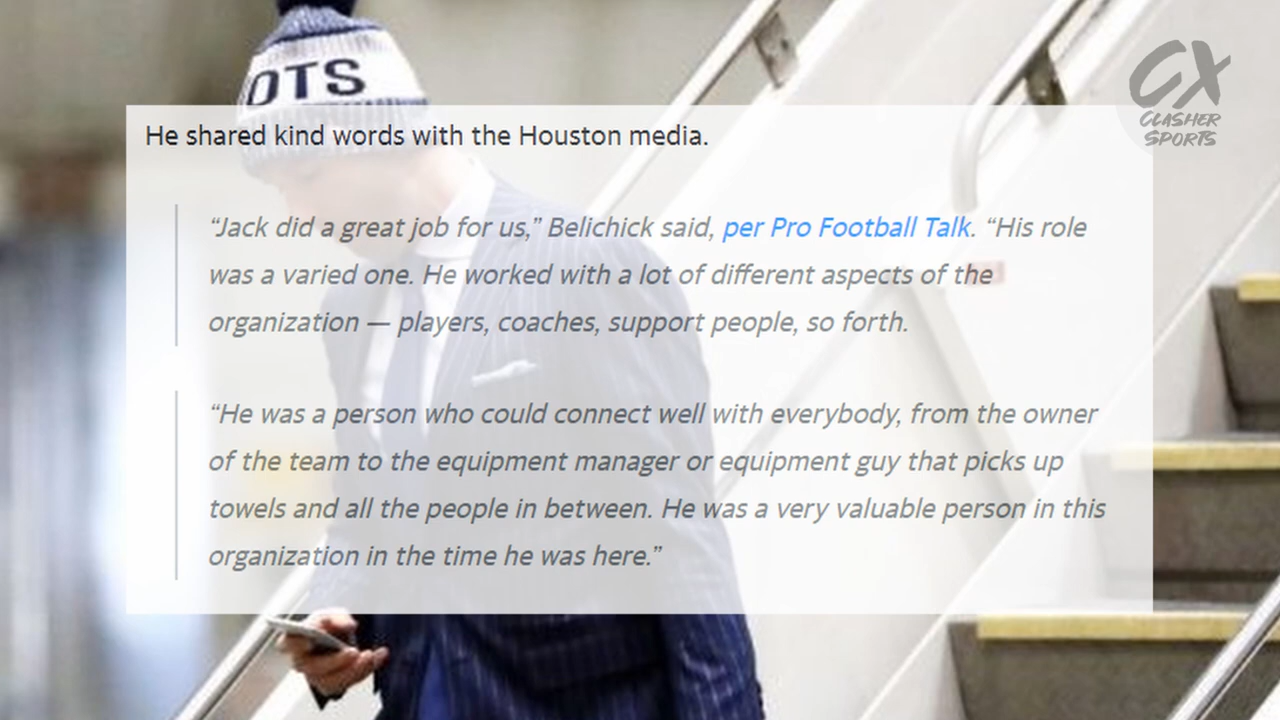 OTS
CX
CLASHER
SPORTS
He shared kind words with the Houston media.
“Jack did a great job for us,” Belichick said, per Pro Football Talk. “His role
was a varied one. He worked with a lot of different aspects of the
organization — players, coaches, support people, so forth.
“He was a person who could connect well with everybody, from the owner
of the team to the equipment manager or equipment guy that picks up
towels and all the people in between. He was a very valuable person in this
organization in the time he was here.”